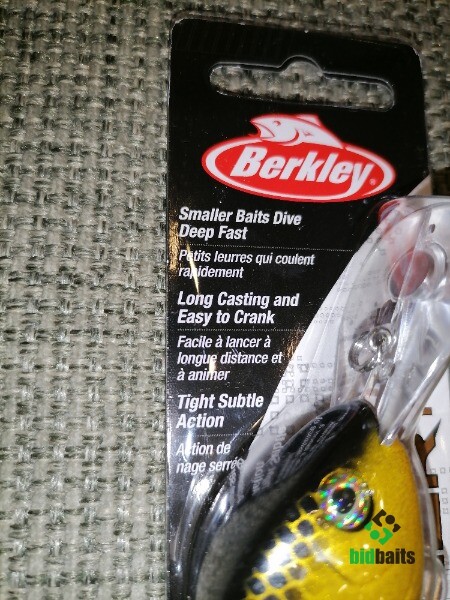 Berkley
Smaller Baits Dive
Deep Fast
Petits leurres qui coulent
rapidement
Long Casting and
Easy to Crank
Facile à lancer à
longue distance et
à animer
Tight Subtle
Action
Action de
nage serrée
bidbaits